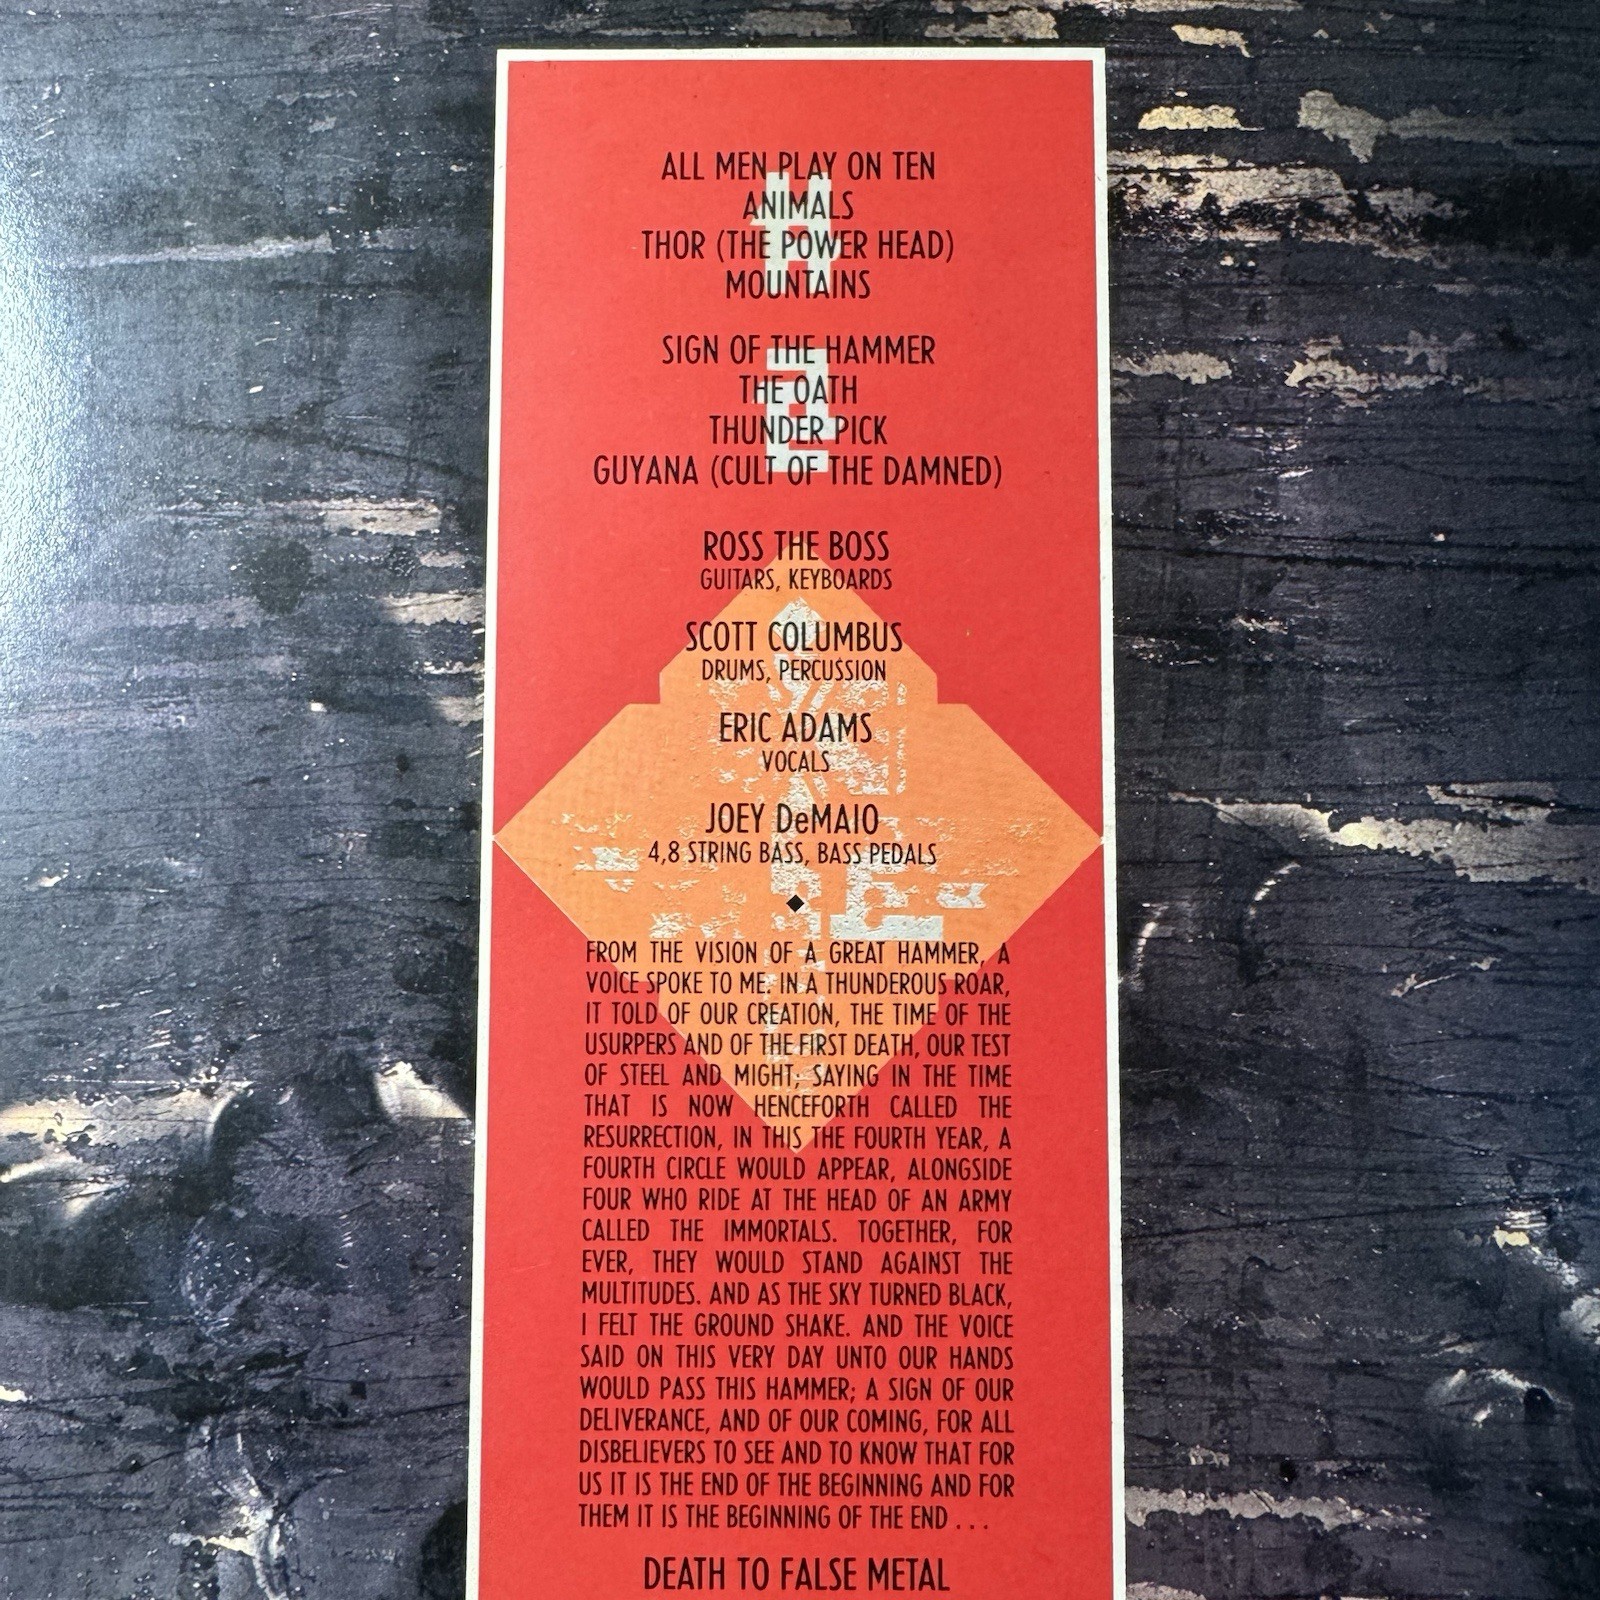 ALL MEN PLAY ON TEN
ANIMALS
THOR (THE POWER HEAD)
MOUNTAINS
SIGN OF THE HAMMER
THE OATH
THUNDER PICK
GUYANA (CULT OF THE DAMNED)
ROSS THE BOSS
GUITARS, KEYBOARDS
SCOTT COLUMBUS
DRUMS, PERCUSSION
ERIC ADAMS
VOCALS
JOEY DeMAIO
4,8 STRING BASS, BASS PEDALS
FROM THE VISION OF A GREAT HAMMER, A
VOICE SPOKE TO ME. IN A THUNDEROUS ROAR,
IT TOLD OF OUR CREATION, THE TIME OF THE
USURPERS AND OF THE FIRST DEATH, OUR TEST
OF STEEL AND MIGHT; SAYING IN THE TIME
THAT IS NOW HENCEFORTH CALLED THE
RESURRECTION, IN THIS THE FOURTH YEAR, A
FOURTH CIRCLE WOULD APPEAR, ALONGSIDE
FOUR WHO RIDE AT THE HEAD OF AN ARMY
CALLED THE IMMORTALS. TOGETHER, FOR
EVER, THEY WOULD STAND AGAINST THE
MULTITUDES. AND AS THE SKY TURNED BLACK,
I FELT THE GROUND SHAKE. AND THE VOICE
SAID ON THIS VERY DAY UNTO OUR HANDS
WOULD PASS THIS HAMMER; A SIGN OF OUR
DELIVERANCE, AND OF OUR COMING, FOR ALL
DISBELIEVERS TO SEE AND TO KNOW THAT FOR
US IT IS THE END OF THE BEGINNING AND FOR
THEM IT IS THE BEGINNING OF THE END . . .
DEATH TO FALSE METAL